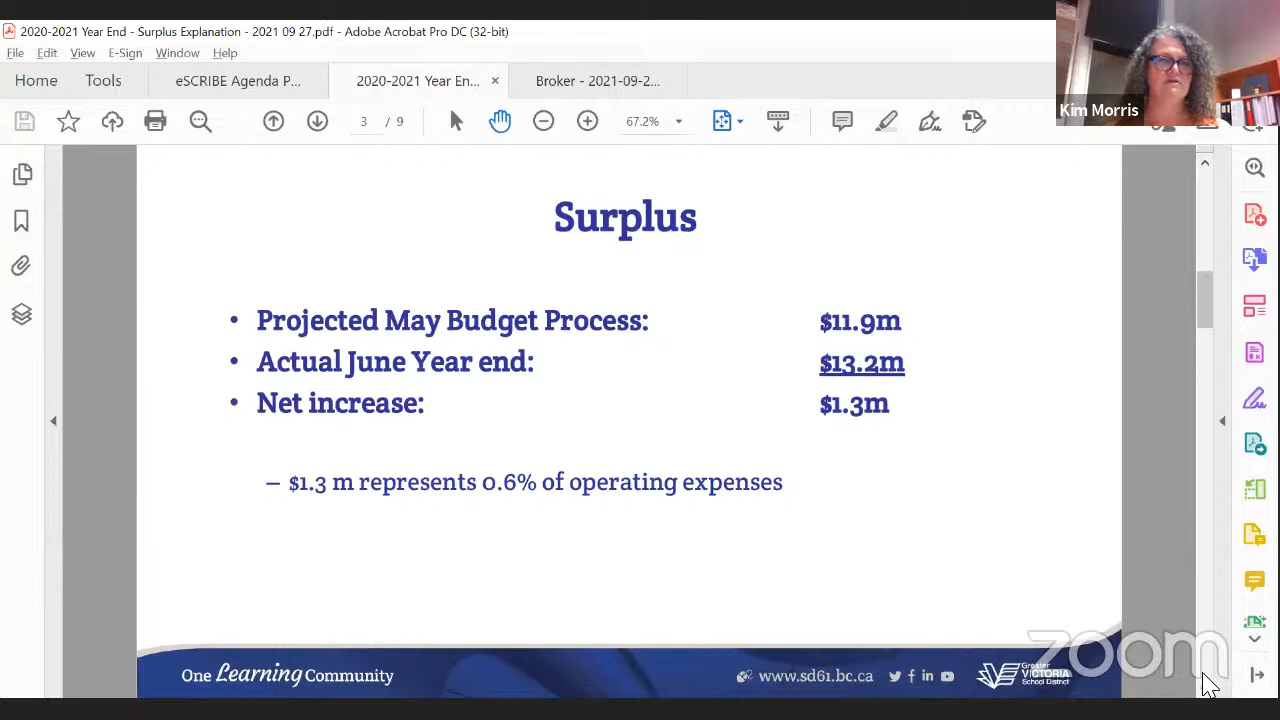 2020-2021 Year End - Surplus Explanation - 2021 09 27.pdf - Adobe Acrobat Pro DC (32-bit)
File Edit View E-Sign Window Help
Home Tools eSCRIBE Agenda P... 2020-2021 Year En... × Broker - 2021-09-2...
Kim Morris
3 / 9 67.2%
Surplus
• Projected May Budget Process: $11.9m
• Actual June Year end: $13.2m
• Net increase: $1.3m
– $1.3 m represents 0.6% of operating expenses
zoom
One Learning Community www.sd61.bc.ca Greater VICTORIA School District